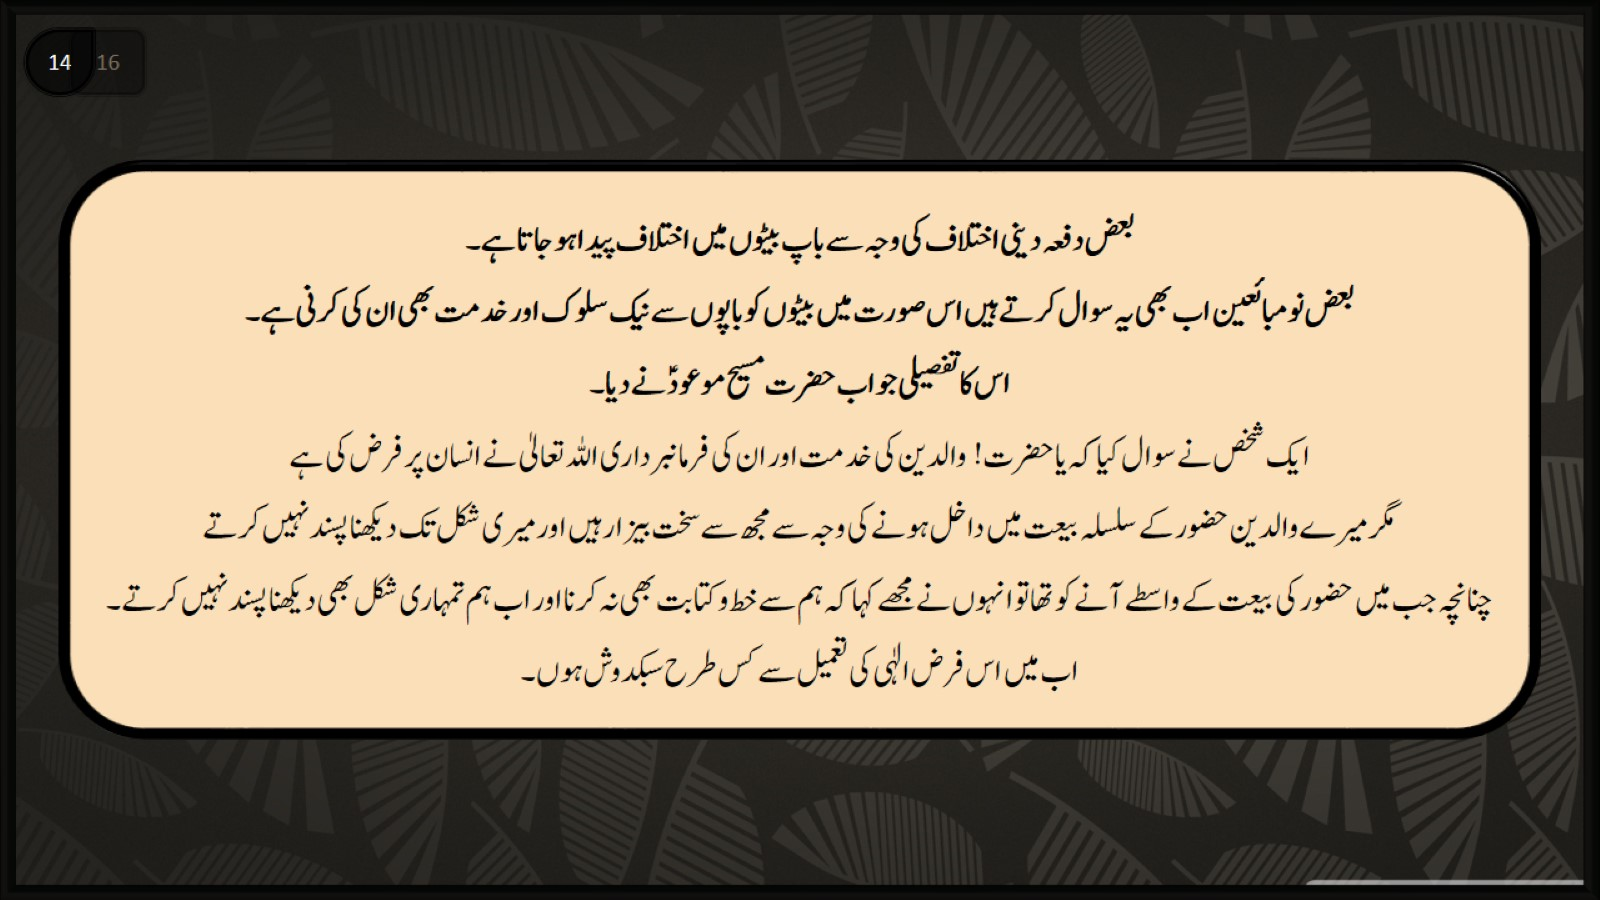 14 16
بعض دفعہ دینی اختلاف کی وجہ سے باپ بیٹوں میں اختلاف پیدا ہو جاتا ہے۔
بعض نومبائعین اب بھی یہ سوال کرتے ہیں اس صورت میں بیٹوں کو باپوں سے نیک سلوک اور خدمت بھی ان کی کرنی ہے۔
اس کا تفصیلی جواب حضرت مسیح موعودؑ نے دیا۔
ایک شخص نے سوال کیا کہ یا حضرت! والدین کی خدمت اور ان کی فرمانبرداری اللہ تعالیٰ نے انسان پر فرض کی ہے
مگر میرے والدین حضور کے سلسلہ بیعت میں داخل ہونے کی وجہ سے مجھ سے سخت بیزار ہیں اور میری شکل تک دیکھنا پسند نہیں کرتے
چنانچہ جب میں حضور کی بیعت کے واسطے آنے کو تھا تو انہوں نے مجھے کہا کہ ہم سے خط و کتابت بھی نہ کرنا اور اب ہم تمہاری شکل بھی دیکھنا پسند نہیں کرتے۔
اب میں اس فرض الٰہی کی تعمیل سے کس طرح سبکدوش ہوں۔